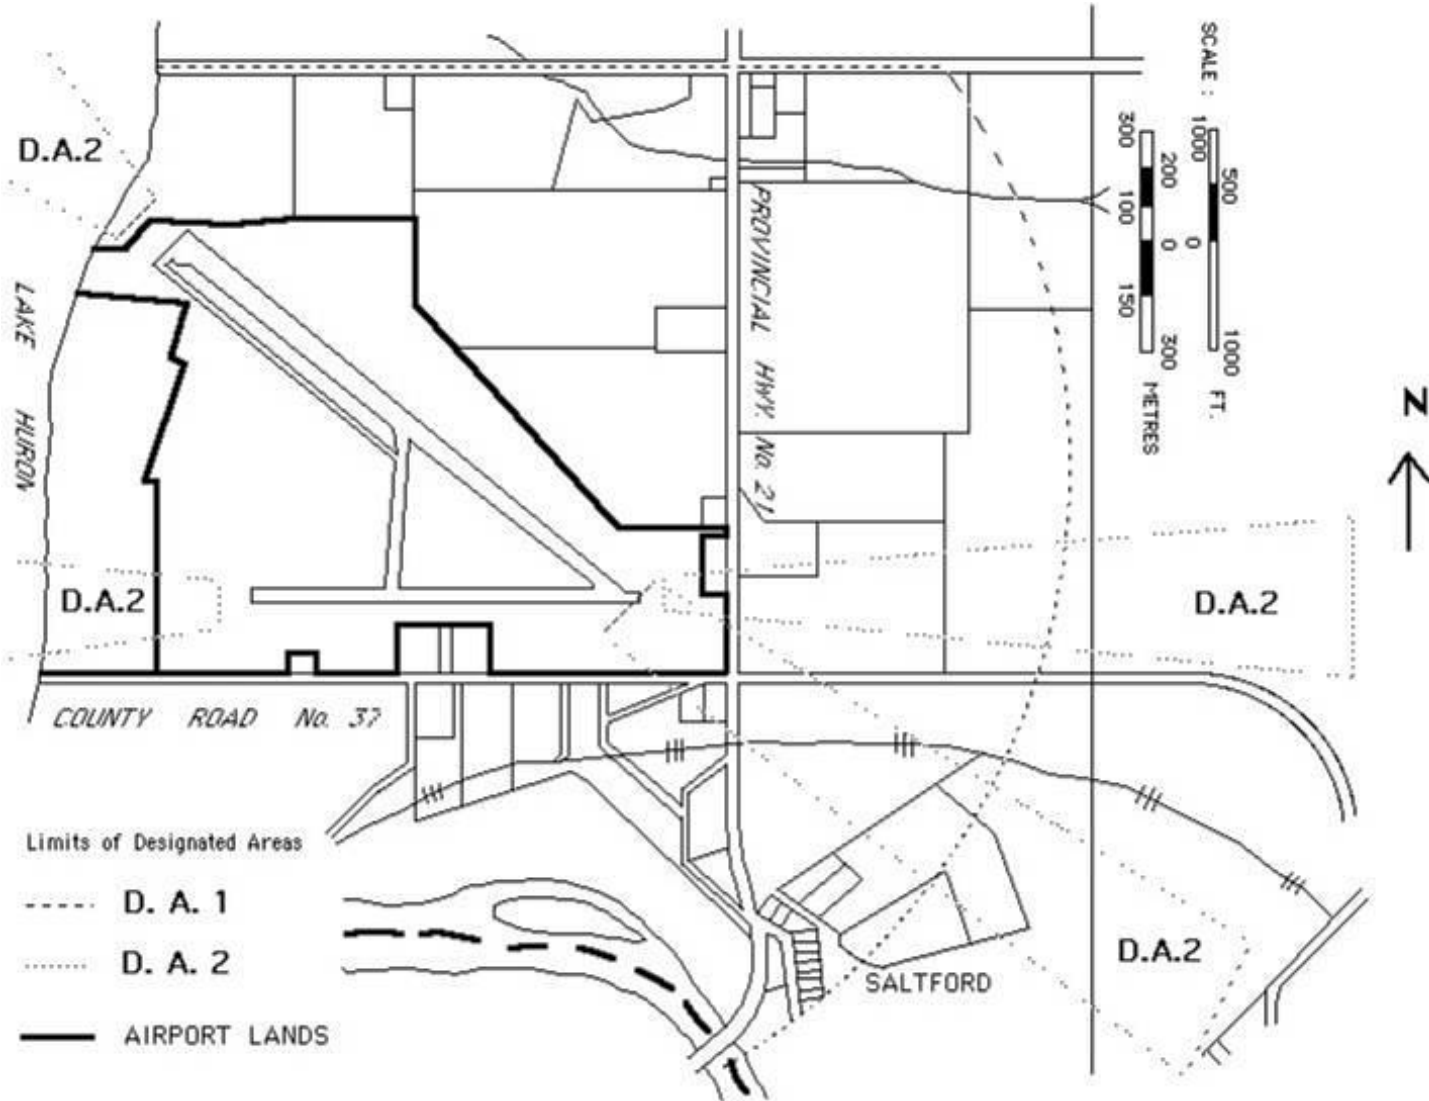 SCALE :
1000 500 0 1000 FT.
300 200 100 0 150 300 METRES
D.A.2
PROVINCIAL HWY. No. 21
LAKE HURON
N
D.A.2
D.A.2
COUNTY ROAD No. 37
Limits of Designated Areas
D. A. 1
D. A. 2
AIRPORT LANDS
D.A.2
SALTFORD